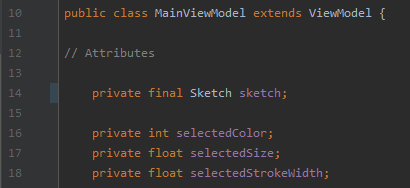 10 public class MainViewModel extends ViewModel {
11
12 // Attributes
13
14 private final Sketch sketch;
15
16 private int selectedColor;
17 private float selectedSize;
18 private float selectedStrokeWidth;